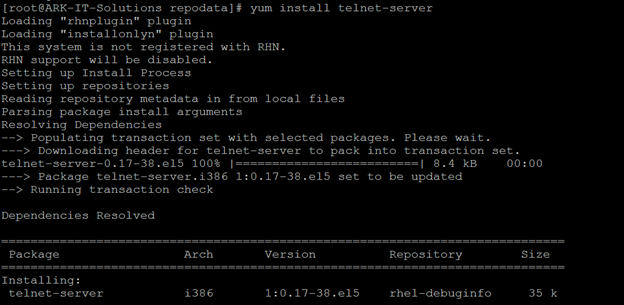 [root@ARK-IT-Solutions repodata]# yum install telnet-server
Loading "rhnplugin" plugin
Loading "installonlyn" plugin
This system is not registered with RHN.
RHN support will be disabled.
Setting up Install Process
Setting up repositories
Reading repository metadata in from local files
Parsing package install arguments
Resolving Dependencies
--> Populating transaction set with selected packages. Please wait.
---> Downloading header for telnet-server to pack into transaction set.
telnet-server-0.17-38.el5 100% |=========================| 8.4 kB    00:00
---> Package telnet-server.i386 1:0.17-38.el5 set to be updated
--> Running transaction check
Dependencies Resolved
=============================================================================
Package Arch Version Repository Size
=============================================================================
Installing:
telnet-server i386 1:0.17-38.el5 rhel-debuginfo 35 k